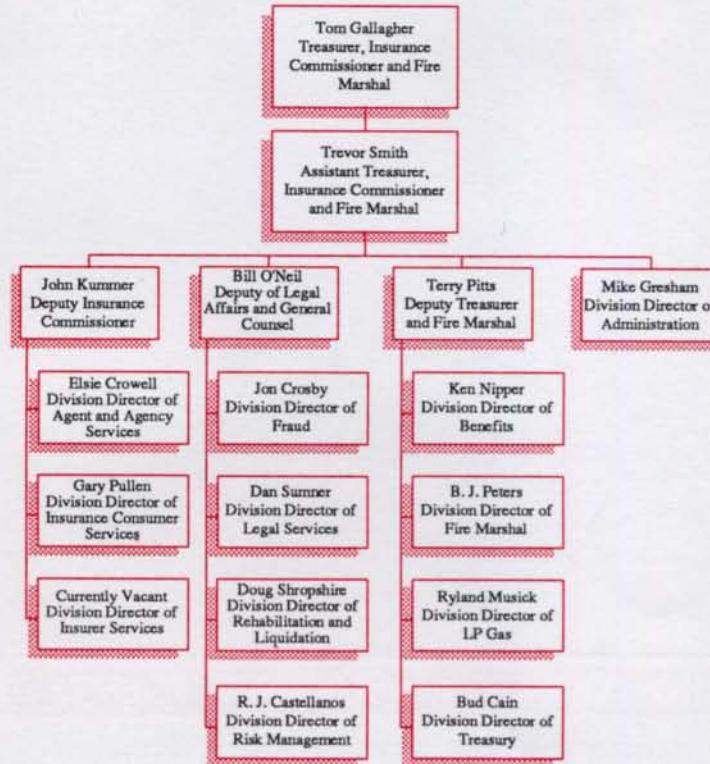 Tom Gallagher
Treasurer, Insurance
Commissioner and Fire
Marshal
Trevor Smith
Assistant Treasurer,
Insurance Commissioner
and Fire Marshal
John Kummer
Deputy Insurance
Commissioner
Bill O'Neil
Deputy of Legal
Affairs and General
Counsel
Terry Pitts
Deputy Treasurer
and Fire Marshal
Mike Gresham
Division Director o
Administration
Elsie Crowell
Division Director of
Agent and Agency
Services
Gary Pullen
Division Director of
Insurance Consumer
Services
Currently Vacant
Division Director of
Insurer Services
Jon Crosby
Division Director of
Fraud
Dan Sumner
Division Director of
Legal Services
Doug Shropshire
Division Director of
Rehabilitation and
Liquidation
R. J. Castellanos
Division Director of
Risk Management
Ken Nipper
Division Director of
Benefits
B. J. Peters
Division Director of
Fire Marshal
Ryland Musick
Division Director of
LP Gas
Bud Cain
Division Director of
Treasury